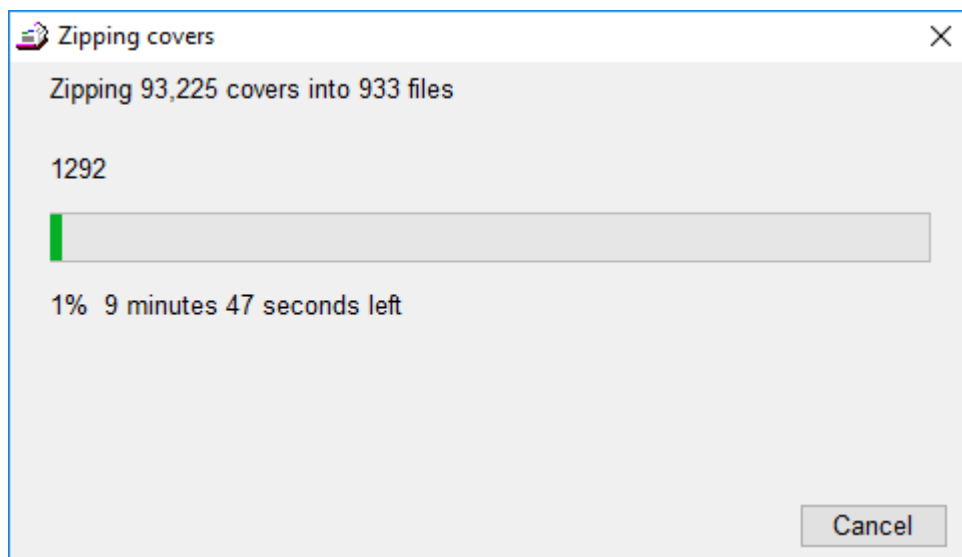 Zipping covers
Zipping 93,225 covers into 933 files
1292
1%  9 minutes 47 seconds left
Cancel